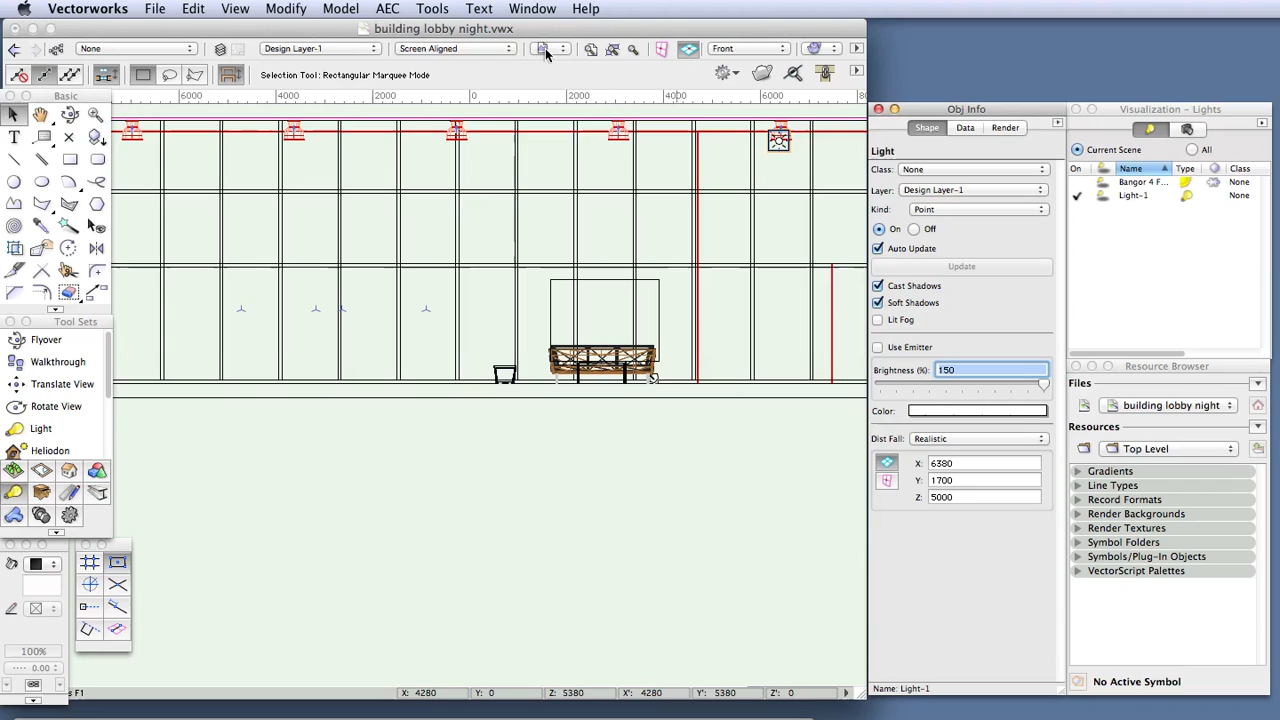 Vectorworks File Edit View Modify Model AEC Tools Text Window Help
building lobby night.vwx
None Design Layer-1 Screen Aligned Front
Selection Tool: Rectangular Marquee Mode
Basic
6000 4000 2000 0 2000 4000 6000 80
Tool Sets
Flyover
Walkthrough
Translate View
Rotate View
Light
Heliodon
100%
0.00
s F1
X: 4280 Y: 0 Z: 5380 X': 4280 Y': 5380 Z': 0
Obj Info
Shape Data Render
Light
Class: None
Layer: Design Layer-1
Kind: Point
On Off
Auto Update
Update
Cast Shadows
Soft Shadows
Lit Fog
Use Emitter
Brightness (%): 150
Color:
Dist Fall: Realistic
X: 6380
Y: 1700
Z: 5000
Name: Light-1
Visualization - Lights
Current Scene All
On Name Type Class
Bangor 4 F... None
Light-1 None
Resource Browser
Files
building lobby night
Resources
Top Level
Gradients
Line Types
Record Formats
Render Backgrounds
Render Textures
Symbol Folders
Symbols/Plug-In Objects
VectorScript Palettes
No Active Symbol